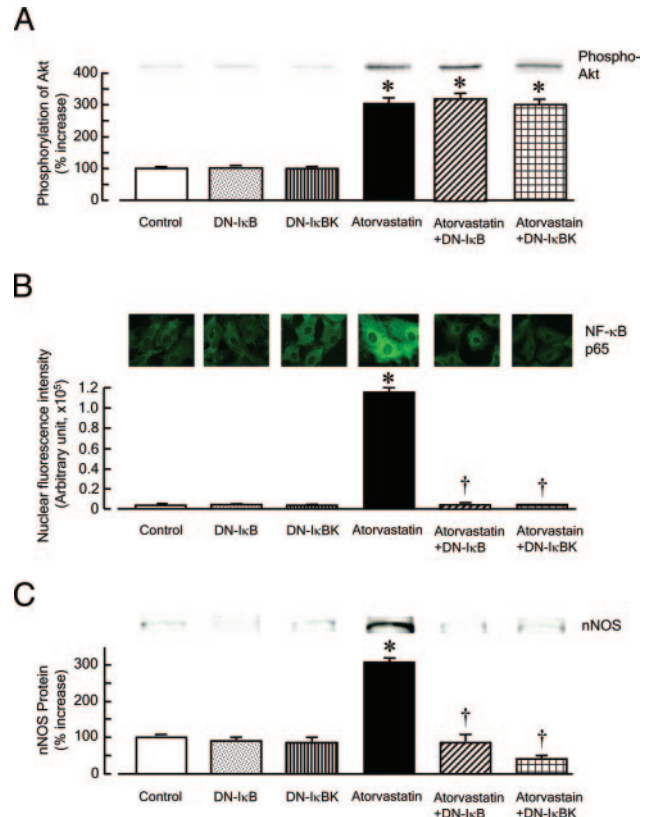 A
Phospho-
Akt
Phosphorylation of Akt
(% increase)
400
300
200
100
0
* * *
Control DN-IκB DN-IκBK Atorvastatin Atorvastatin Atorvastain
+DN-IκB +DN-IκBK
B
NF-κB
p65
Nuclear fluorescence intensity
(Arbitrary unit, x10⁵)
1.2
1.0
0.8
0.6
0.4
0.2
0
* † †
Control DN-IκB DN-IκBK Atorvastatin Atorvastatin Atorvastain
+DN-IκB +DN-IκBK
C
nNOS
nNOS Protein
(% increase)
300
200
100
0
* † †
Control DN-IκB DN-IκBK Atorvastatin Atorvastatin Atorvastain
+DN-IκB +DN-IκBK